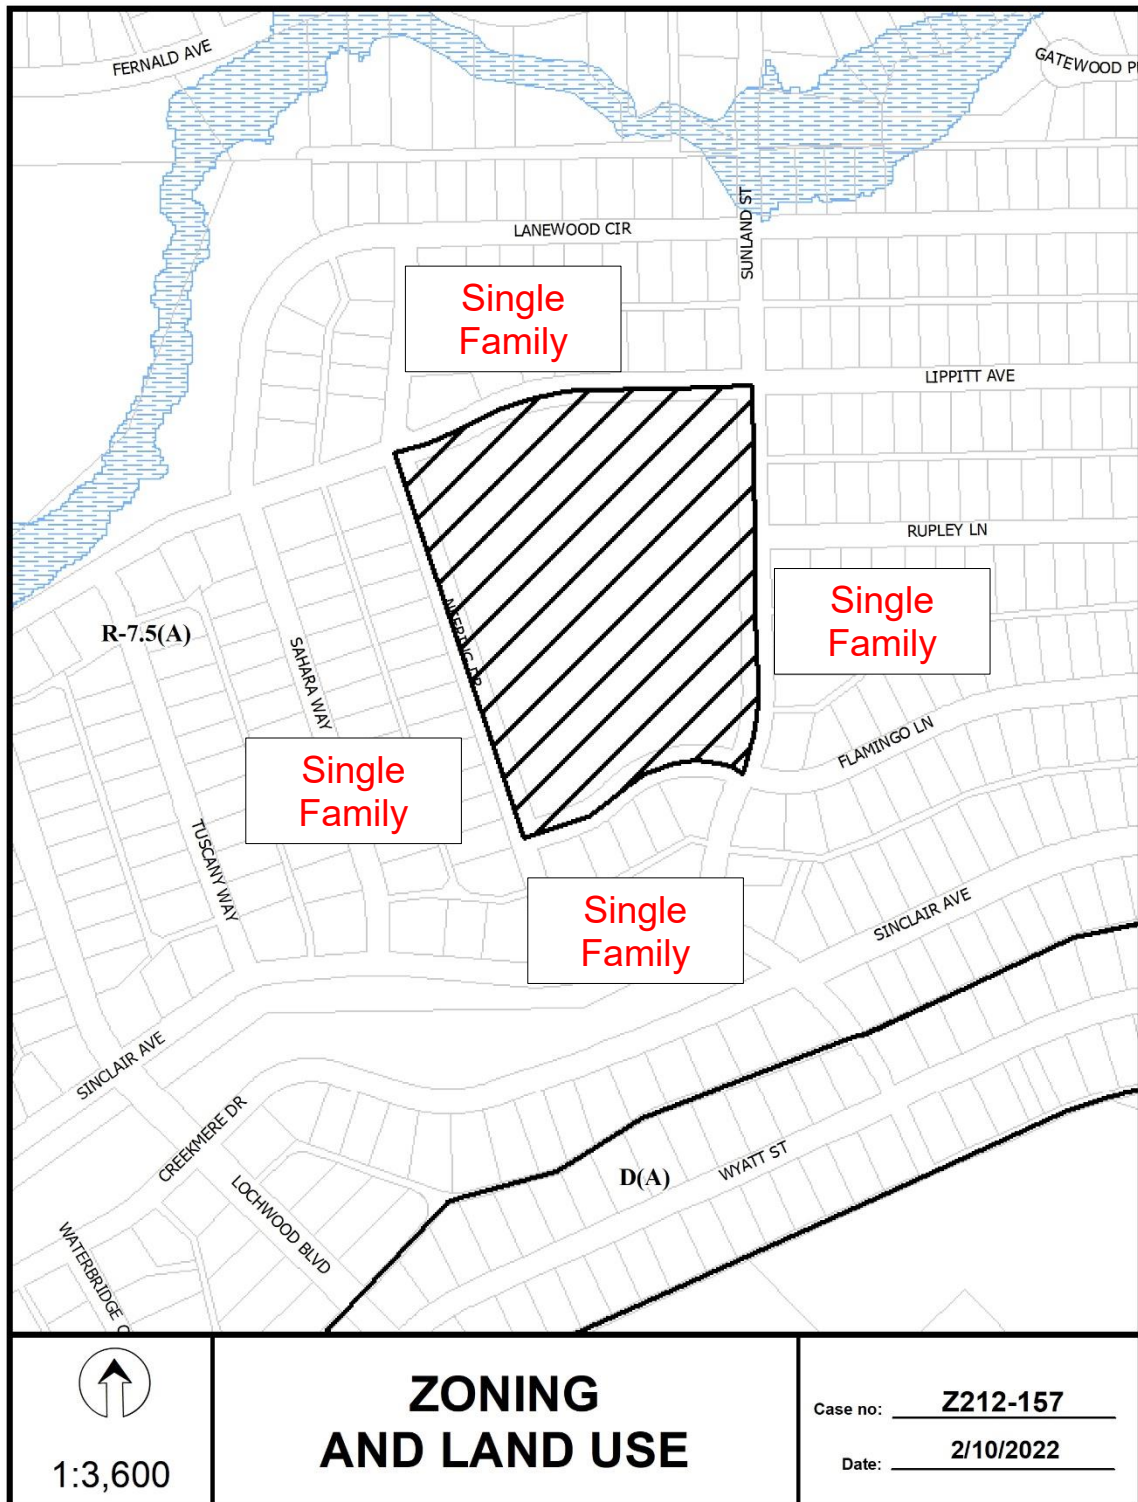 FERNALD AVE
GATEWOOD
SUNLAND ST
LANEWOOD CIR
Single
Family
LIPPITT AVE
RUPLEY LN
Single
Family
R-7.5(A)
SAHARA WAY
FLAMINGO LN
Single
Family
TUSCANY WAY
Single
Family
SINCLAIR AVE
SINCLAIR AVE
CREEKMERE DR
WYATT ST
D(A)
LOCHWOOD BLVD
WATERBRIDGE
1:3,600
ZONING
AND LAND USE
Case no: Z212-157
Date: 2/10/2022